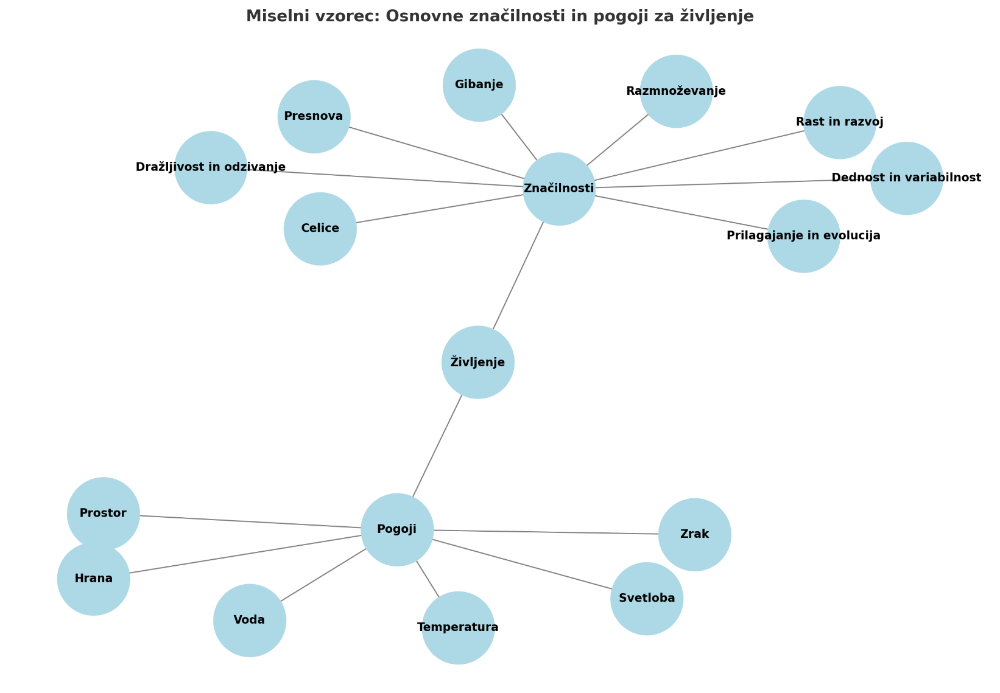 Miselni vzorec: Osnovne značilnosti in pogoji za življenje
Gibanje
Razmnoževanje
Presnova
Rast in razvoj
Dražljivost in odzivanje
Dednost in variabilnost
Značilnosti
Celice
Prilagajanje in evolucija
Življenje
Prostor
Pogoji
Zrak
Hrana
Svetloba
Voda
Temperatura